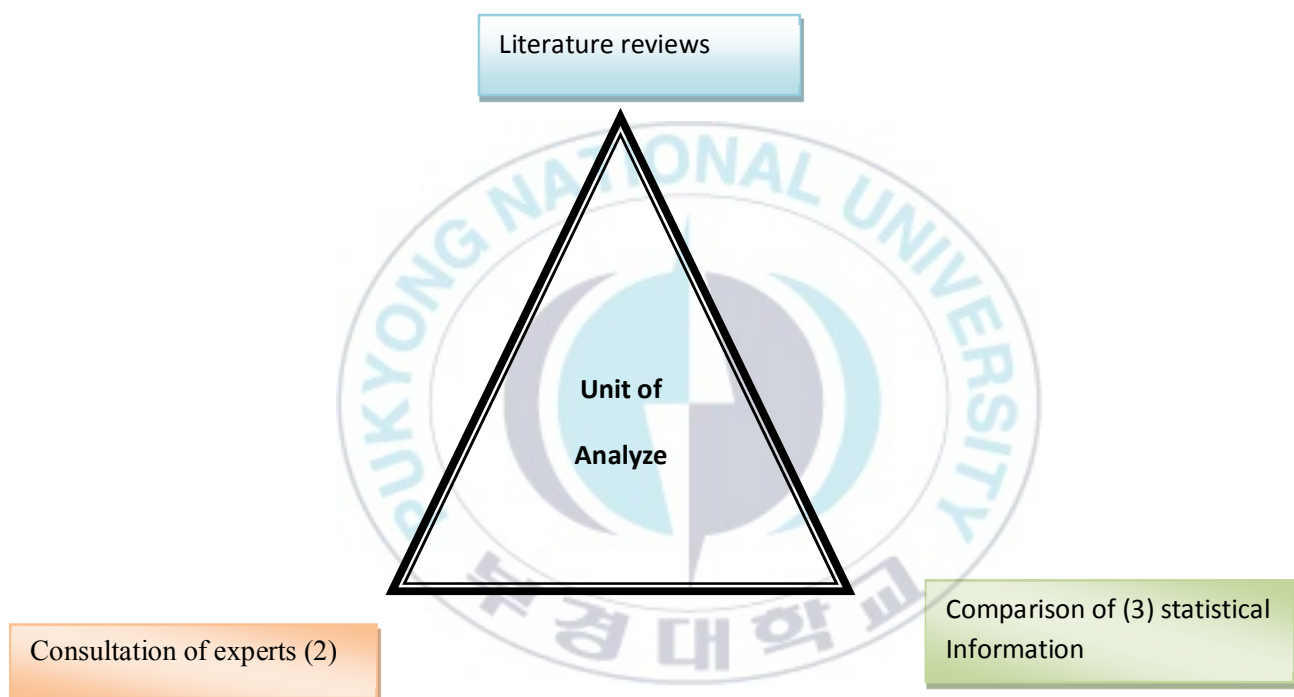 Literature reviews
PUKYONG NATIONAL UNIVERSITY
Unit of
Analyze
부경대학교
Consultation of experts (2)
Comparison of (3) statistical
Information